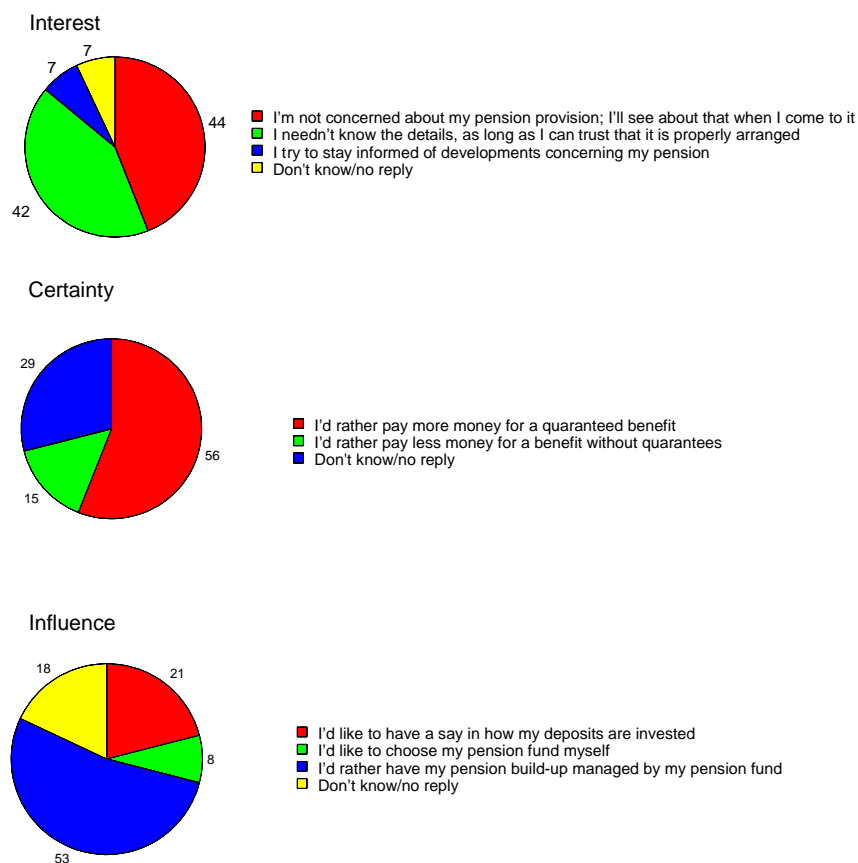 Interest
7
7
44
42
I'm not concerned about my pension provision; I'll see about that when I come to it
I needn't know the details, as long as I can trust that it is properly arranged
I try to stay informed of developments concerning my pension
Don't know/no reply
Certainty
29
56
15
I'd rather pay more money for a quaranteed benefit
I'd rather pay less money for a benefit without quarantees
Don't know/no reply
Influence
18
21
8
53
I'd like to have a say in how my deposits are invested
I'd like to choose my pension fund myself
I'd rather have my pension build-up managed by my pension fund
Don't know/no reply